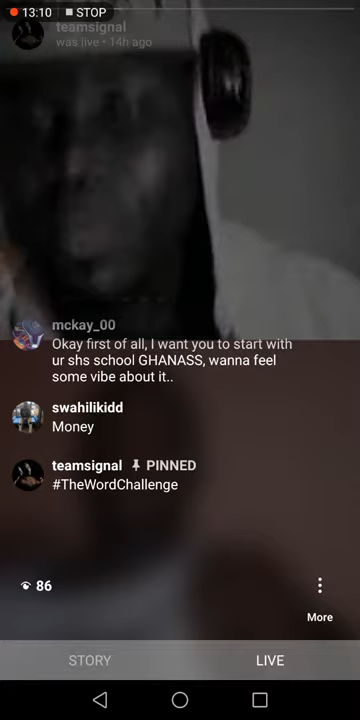 13:10 STOP
teamsignal
was live • 14h ago
mckay_00
Okay first of all, I want you to start with
ur shs school GHANASS, wanna feel
some vibe about it..
swahilikidd
Money
teamsignal PINNED
#TheWordChallenge
86
More
STORY LIVE